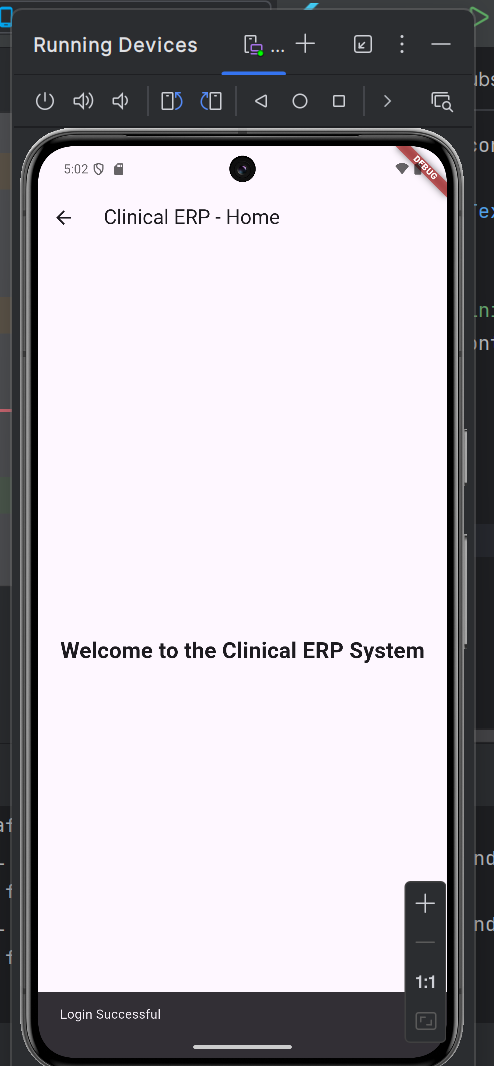 Running Devices
...
5:02
DEBUG
Clinical ERP - Home
Welcome to the Clinical ERP System
1:1
Login Successful